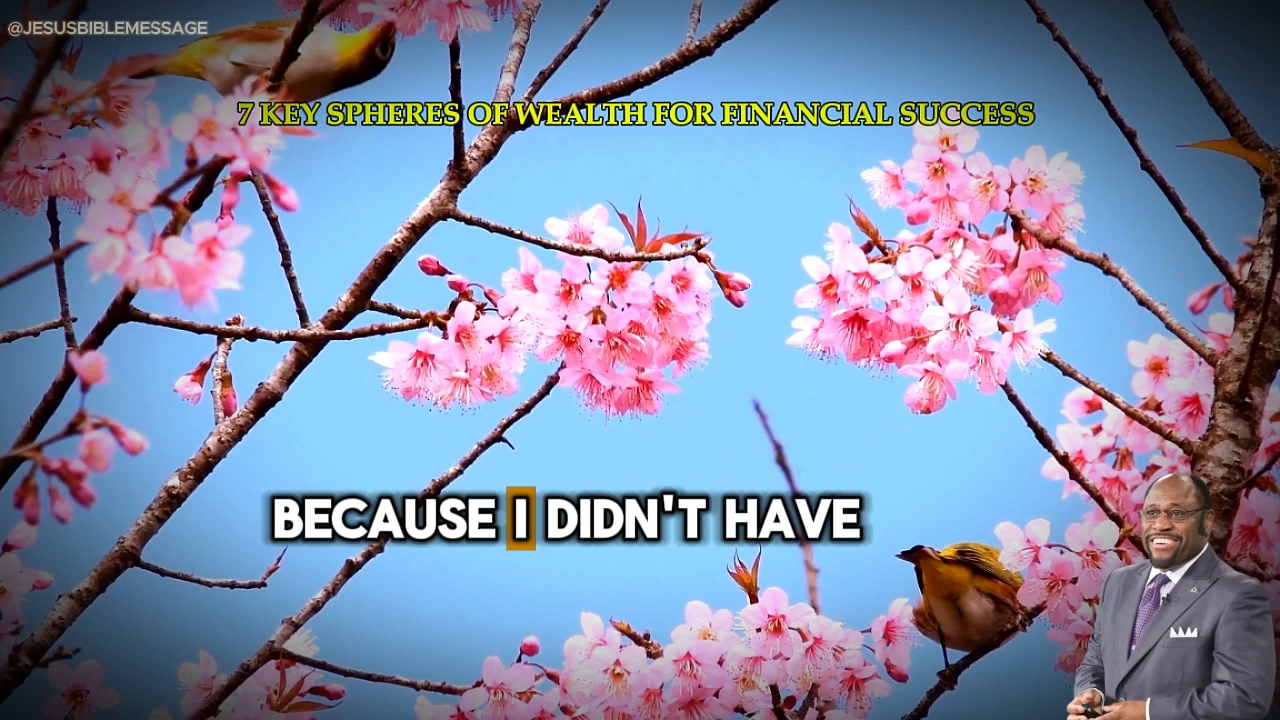 @JESUSBIBLEMESSAGE
7 KEY SPHERES OF WEALTH FOR FINANCIAL SUCCESS
BECAUSE I DIDN'T HAVE